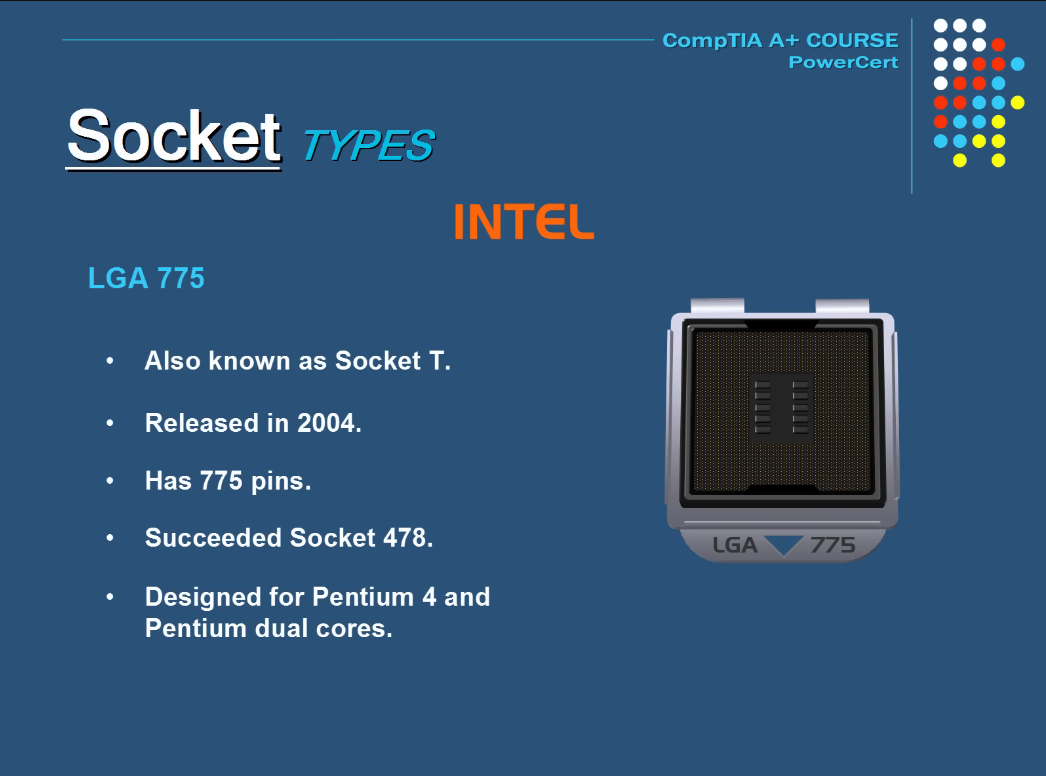 CompTIA A+ COURSE
PowerCert
Socket TYPES
INTEL
LGA 775
• Also known as Socket T.
• Released in 2004.
• Has 775 pins.
• Succeeded Socket 478.
• Designed for Pentium 4 and
Pentium dual cores.
LGA 775